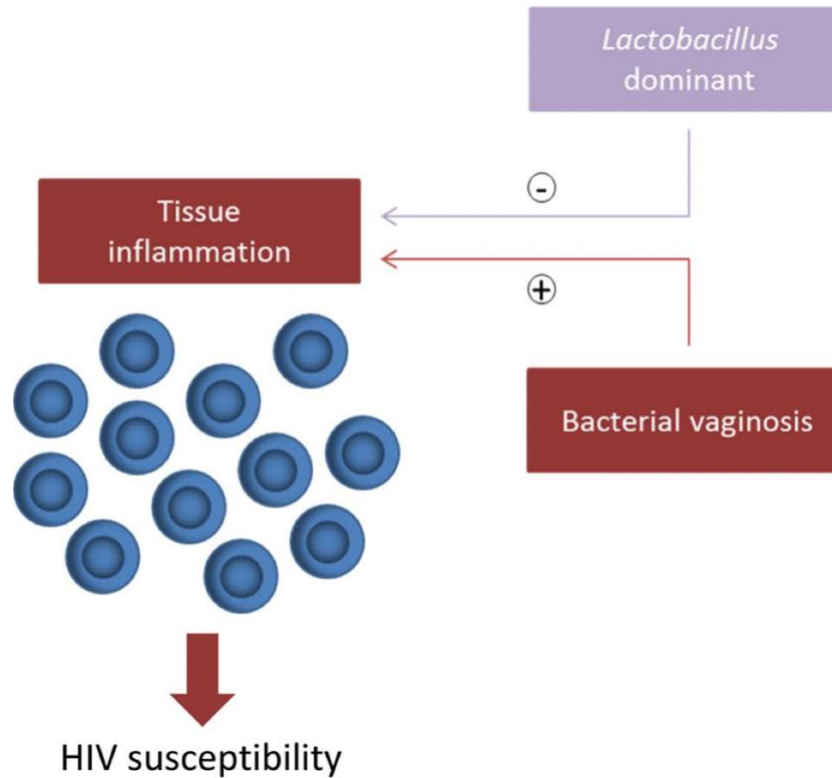 Lactobacillus
dominant
-
Tissue
inflammation
+
Bacterial vaginosis
HIV susceptibility